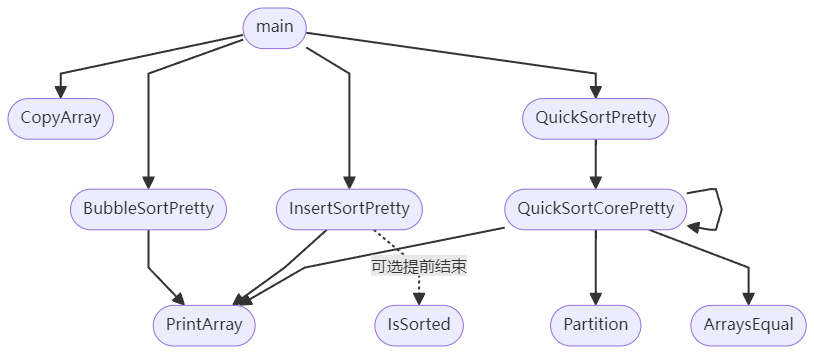 main
CopyArray
QuickSortPretty
BubbleSortPretty
InsertSortPretty
QuickSortCorePretty
可选提前结束
PrintArray
IsSorted
Partition
ArraysEqual